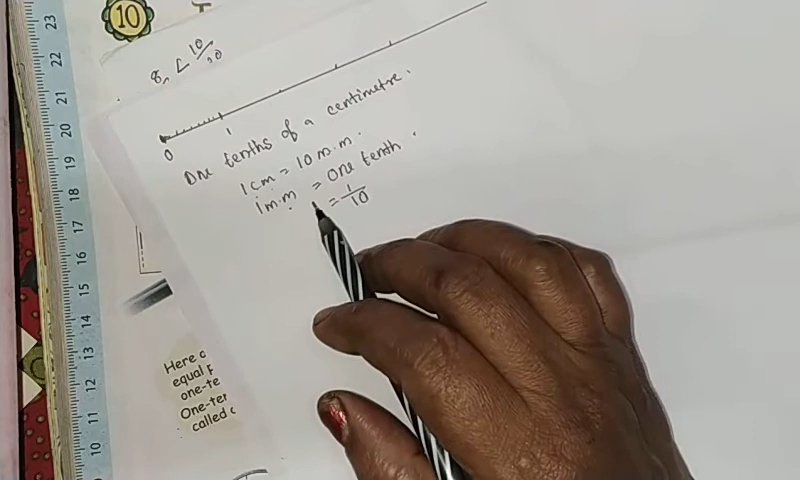 10
8, < 10/20
0 1
One tenths of a centimetre.
1 cm = 10 m.m.
1 m.m = One tenth.
= 1/10
Here
equal
one-te
One-ter
called
23
22
21
20
19
18
17
16
15
14
13
12
11
10